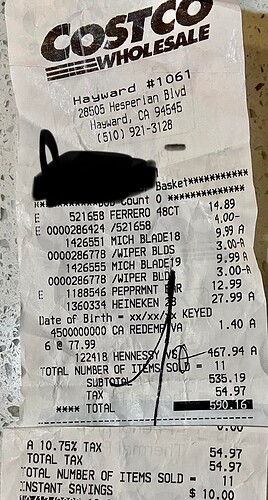 COSTCO
WHOLESALE
Hayward #1061
28505 Hesperian Blvd
Hayward, CA 94545
(510) 921-3128
Basket***********
Count 0 **************
E 521658 FERRERO 48CT 14.89
E 0000286424 /521658 4.00-
1426551 MICH BLADE18 9.99 A
0000286778 /WIPER BLDS 3.00-A
1426555 MICH BLADE19 9.99 A
0000286778 /WIPER BLDS 3.00-A
E 1188546 PEPPRMNT BAR 12.99
1360334 HEINEKEN 28 27.99 A
Date of Birth = xx/xx/xx KEYED
4500000000 CA REDEMP VA 1.40 A
6 @ 77.99
122418 HENNESSY VS 467.94 A
TOTAL NUMBER OF ITEMS SOLD = 11
SUBTOTAL 535.19
TAX 54.97
**** TOTAL 590.16
0.00
A 10.75% TAX 54.97
TOTAL TAX 54.97
TOTAL NUMBER OF ITEMS SOLD = 11
INSTANT SAVINGS $ 10.00